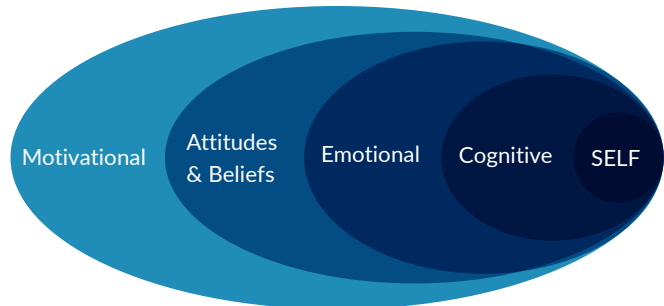 Motivational
Attitudes
& Beliefs
Emotional
Cognitive
SELF